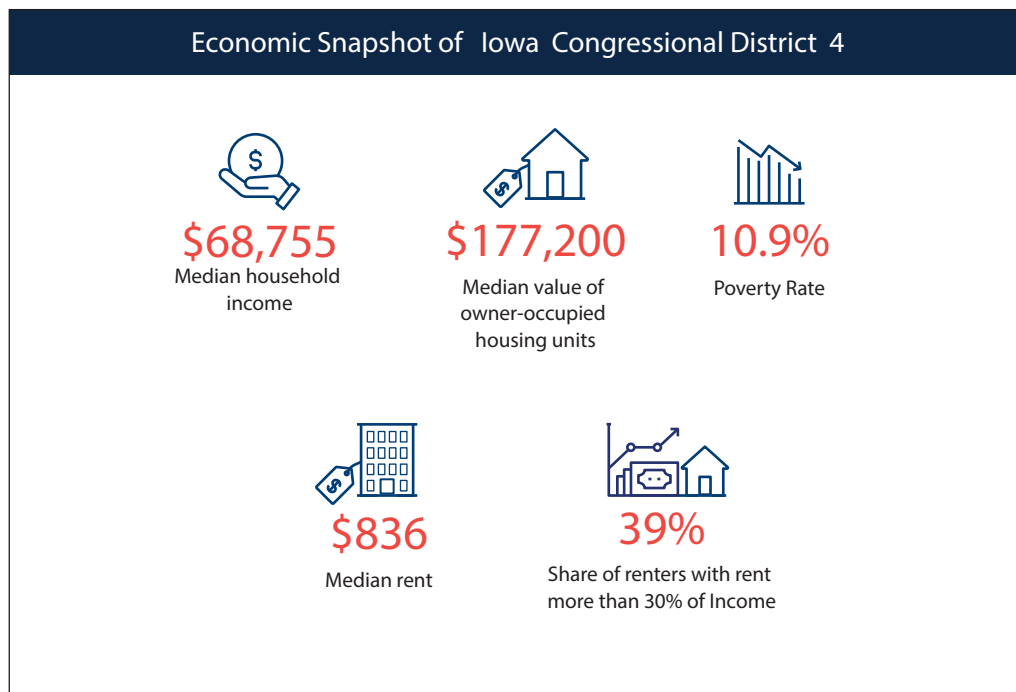 Economic Snapshot of Iowa Congressional District 4
$
$68,755
Median household
income
$
$177,200
Median value of
owner-occupied
housing units
10.9%
Poverty Rate
$
$836
Median rent
39%
Share of renters with rent
more than 30% of Income